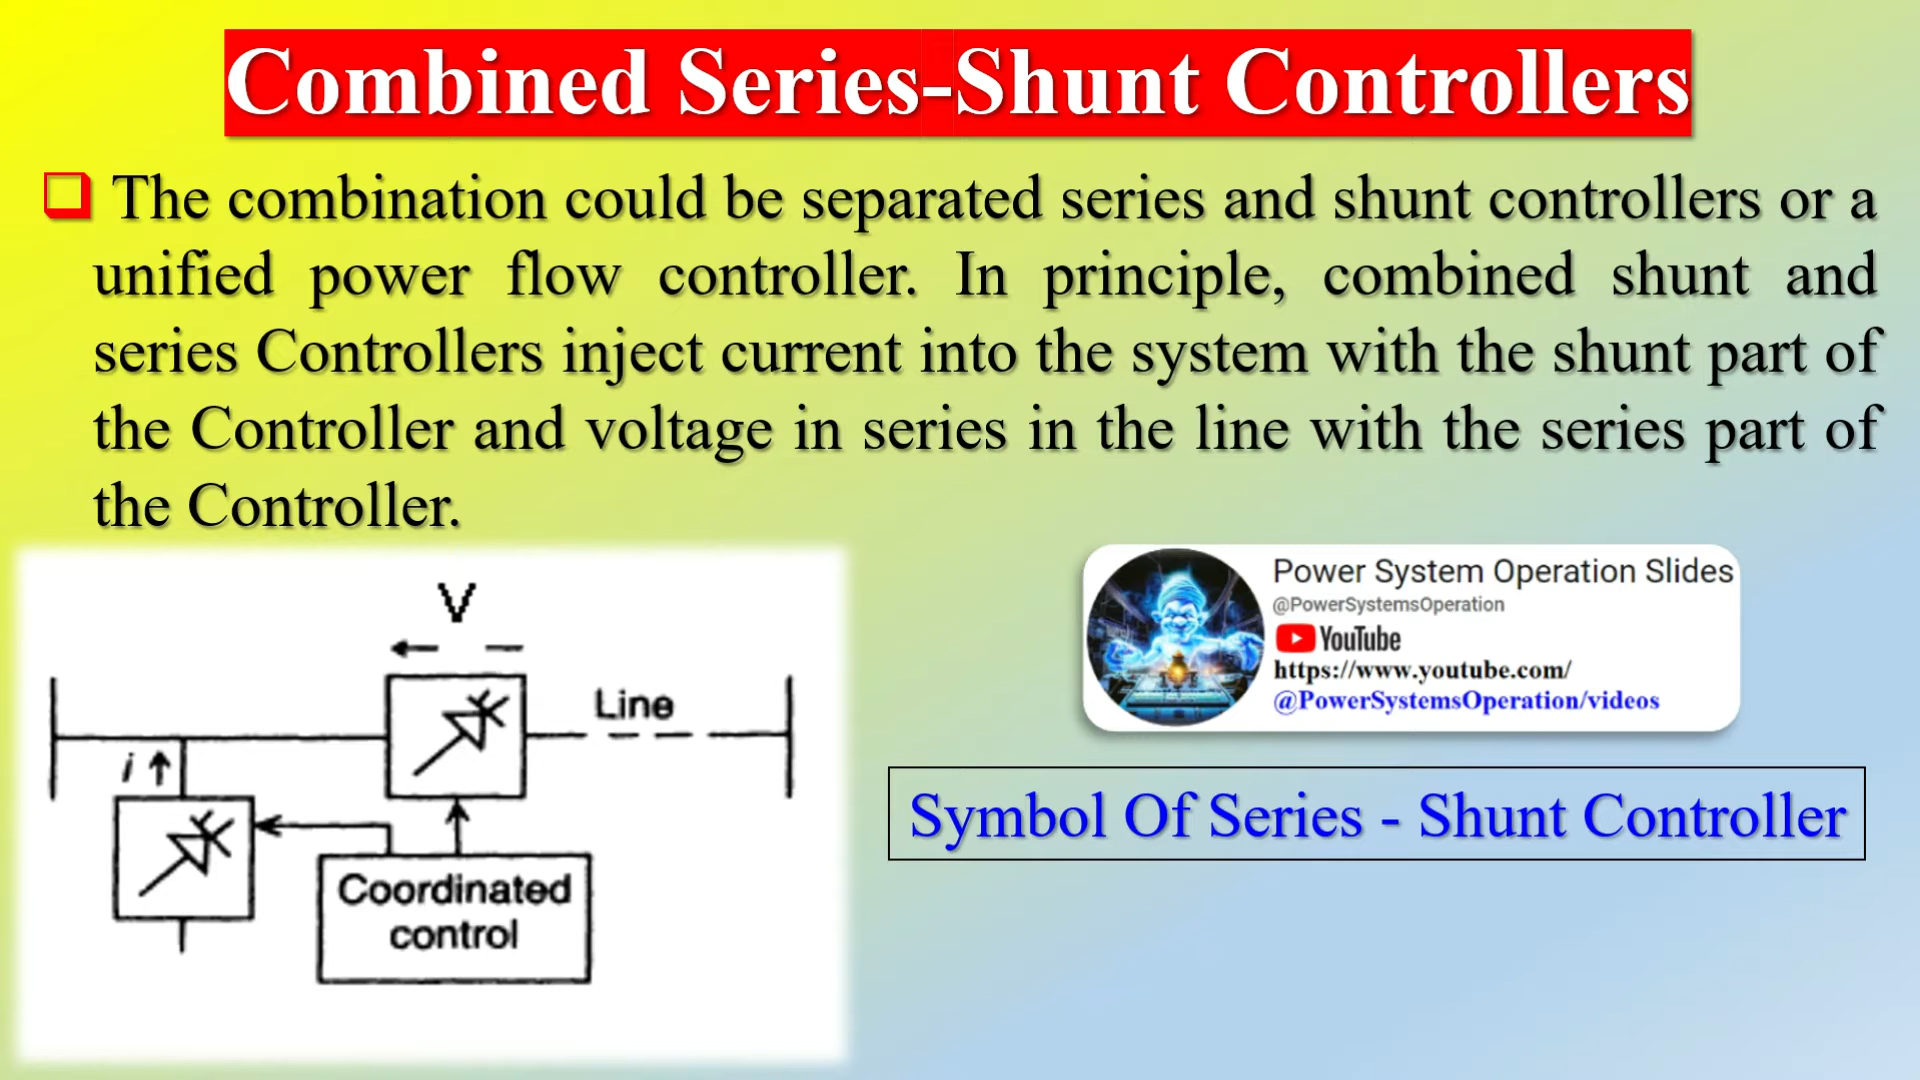 Combined Series-Shunt Controllers
The combination could be separated series and shunt controllers or a
unified power flow controller. In principle, combined shunt and
series Controllers inject current into the system with the shunt part of
the Controller and voltage in series in the line with the series part of
the Controller.
V
Line
i
Coordinated
control
Power System Operation Slides
@PowerSystemsOperation
YouTube
https://www.youtube.com/
@PowerSystemsOperation/videos
Symbol Of Series - Shunt Controller